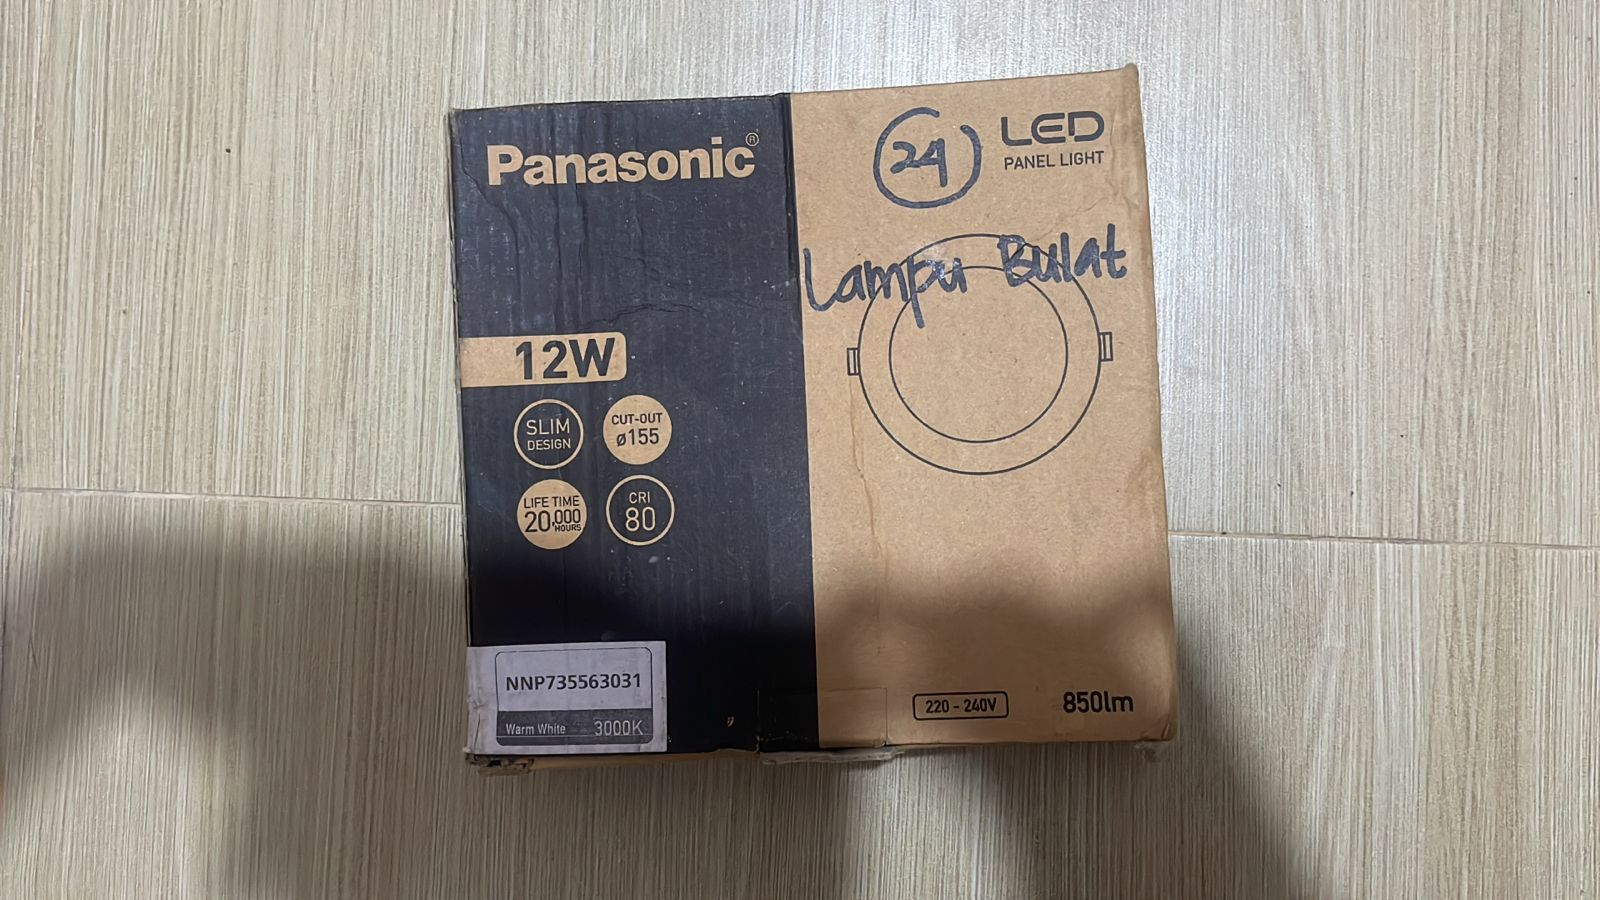 Panasonic®
12W
SLIM
DESIGN
CUT-OUT
ø155
LIFE TIME
20,000
HOURS
CRI
80
NNP735563031
Warm White 3000K
24
LED
PANEL LIGHT
Lampu Bulat
220 - 240V
850lm